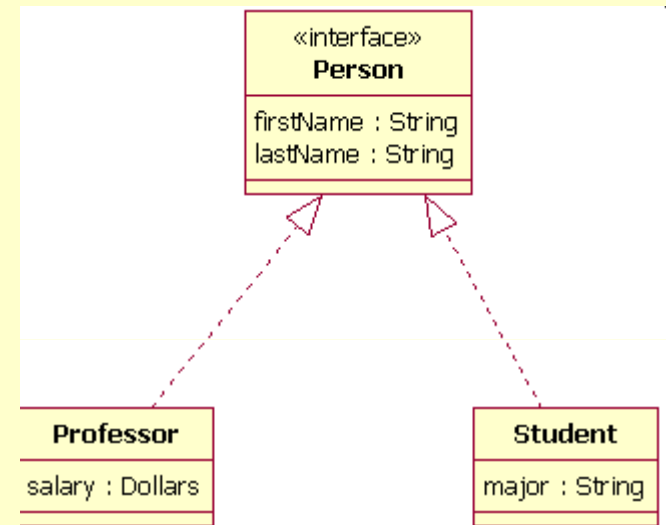 «interface»
Person
firstName : String
lastName : String
Professor
salary : Dollars
Student
major : String